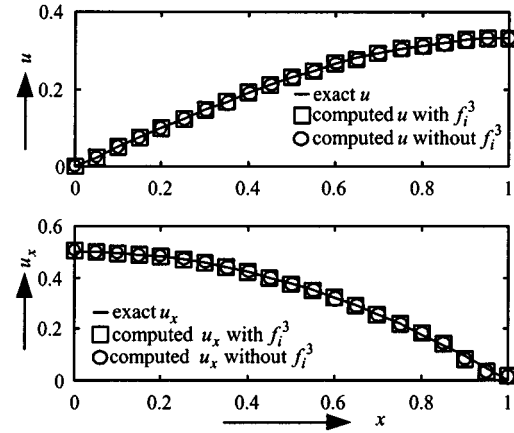 0.4
u
0.2
0
— exact u
computed u with f_i^3
computed u without f_i^3
0 0.2 0.4 0.6 0.8 1
0.6
0.4
u_x
0.2
0
— exact u_x
computed u_x with f_i^3
computed u_x without f_i^3
0 0.2 0.4 0.6 0.8 1
x